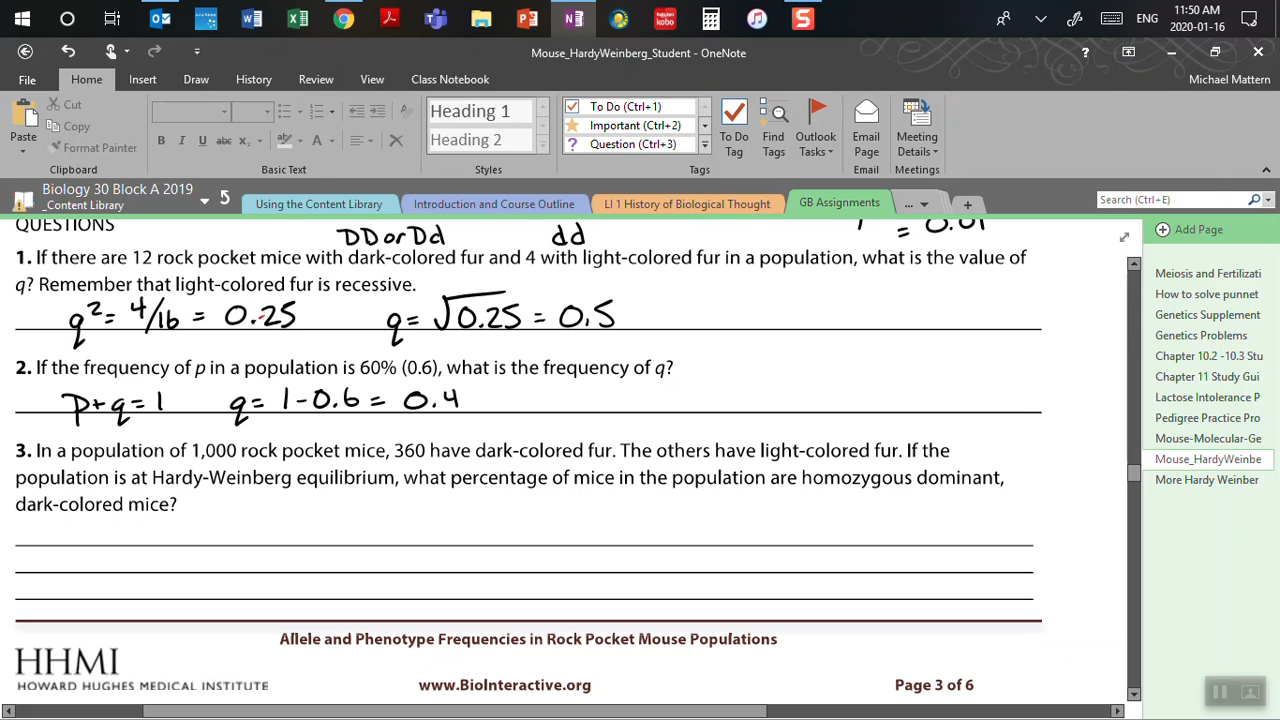 11:50 AM
ENG
2020-01-16
Mouse_HardyWeinberg_Student - OneNote
File
Home
Insert
Draw
History
Review
View
Class Notebook
Michael Mattern
Paste
Cut
Copy
Format Painter
Clipboard
Basic Text
Heading 1
Heading 2
Styles
To Do (Ctrl+1)
Important (Ctrl+2)
Question (Ctrl+3)
Tags
To Do Tag
Find Tags
Outlook Tasks
Email Page
Email
Meeting Details
Meetings
Biology 30 Block A 2019
_Content Library
Using the Content Library
Introduction and Course Outline
LI 1 History of Biological Thought
GB Assignments
...
Search (Ctrl+E)
Add Page
Meiosis and Fertilizati
How to solve punnet
Genetics Supplement
Genetics Problems
Chapter 10.2 -10.3 Stu
Chapter 11 Study Gui
Lactose Intolerance P
Pedigree Practice Pro
Mouse-Molecular-Ge
Mouse_HardyWeinbe
More Hardy Weinber
QUESTIONS
DD or Dd dd
= 0.01
1. If there are 12 rock pocket mice with dark-colored fur and 4 with light-colored fur in a population, what is the value of
q? Remember that light-colored fur is recessive.
q² = 4/16 = 0.25 q = √0.25 = 0.5
2. If the frequency of p in a population is 60% (0.6), what is the frequency of q?
p+q=1 q= 1-0.6 = 0.4
3. In a population of 1,000 rock pocket mice, 360 have dark-colored fur. The others have light-colored fur. If the
population is at Hardy-Weinberg equilibrium, what percentage of mice in the population are homozygous dominant,
dark-colored mice?
Allele and Phenotype Frequencies in Rock Pocket Mouse Populations
HHMI
HOWARD HUGHES MEDICAL INSTITUTE
www.BioInteractive.org
Page 3 of 6